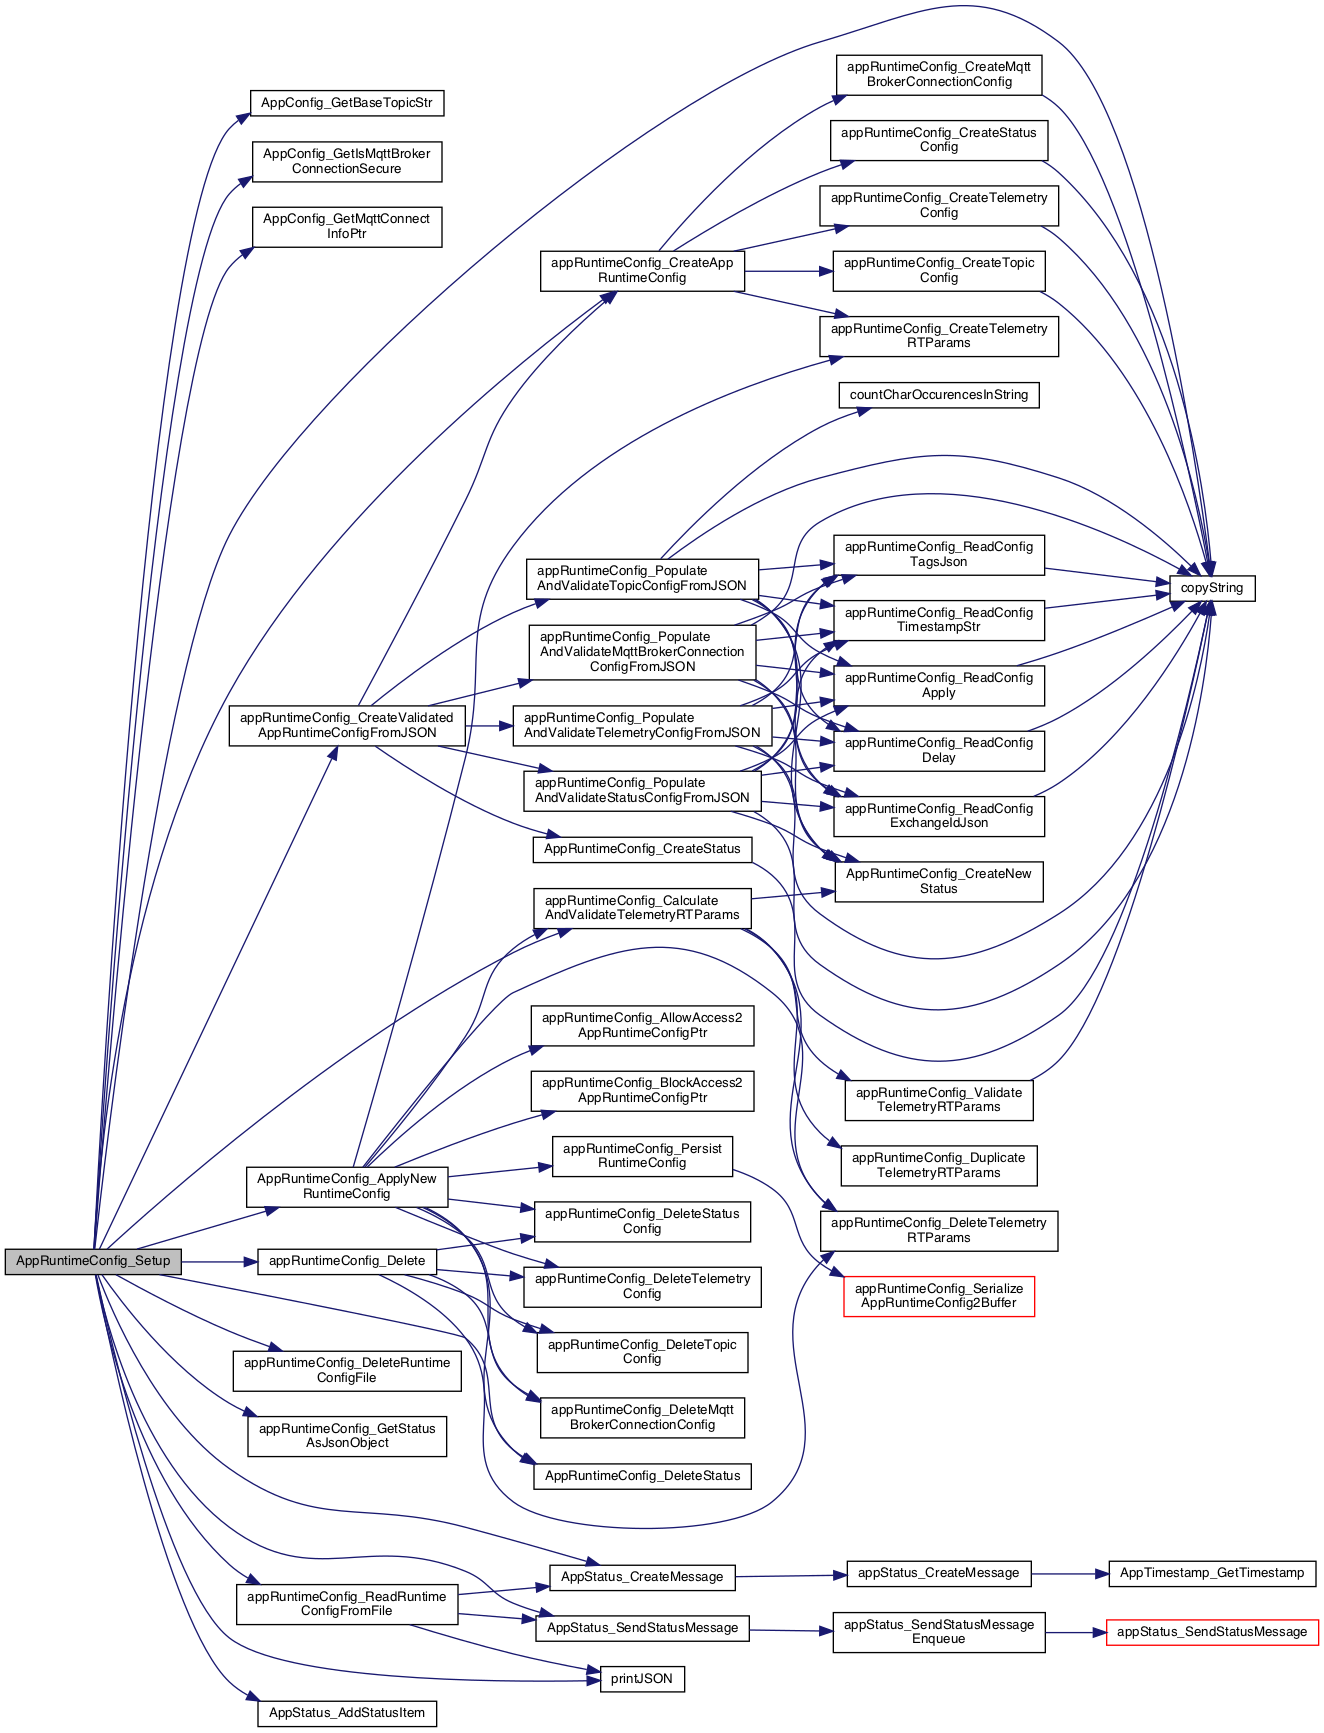 AppRuntimeConfig_Setup
AppConfig_GetBaseTopicStr
AppConfig_GetIsMqttBroker
ConnectionSecure
AppConfig_GetMqttConnect
InfoPtr
appRuntimeConfig_CreateValidated
AppRuntimeConfigFromJSON
AppRuntimeConfig_ApplyNew
RuntimeConfig
appRuntimeConfig_Delete
appRuntimeConfig_DeleteRuntime
ConfigFile
appRuntimeConfig_GetStatus
AsJsonObject
appRuntimeConfig_ReadRuntime
ConfigFromFile
AppStatus_AddStatusItem
appRuntimeConfig_CreateApp
RuntimeConfig
appRuntimeConfig_Populate
AndValidateTopicConfigFromJSON
appRuntimeConfig_Populate
AndValidateMqttBrokerConnection
ConfigFromJSON
appRuntimeConfig_Populate
AndValidateTelemetryConfigFromJSON
appRuntimeConfig_Populate
AndValidateStatusConfigFromJSON
AppRuntimeConfig_CreateStatus
appRuntimeConfig_Calculate
AndValidateTelemetryRTParams
appRuntimeConfig_AllowAccess2
AppRuntimeConfigPtr
appRuntimeConfig_BlockAccess2
AppRuntimeConfigPtr
appRuntimeConfig_Persist
RuntimeConfig
appRuntimeConfig_DeleteStatus
Config
appRuntimeConfig_DeleteTelemetry
Config
appRuntimeConfig_DeleteTopic
Config
appRuntimeConfig_DeleteMqtt
BrokerConnectionConfig
AppRuntimeConfig_DeleteStatus
AppStatus_CreateMessage
AppStatus_SendStatusMessage
printJSON
appRuntimeConfig_CreateMqtt
BrokerConnectionConfig
appRuntimeConfig_CreateStatus
Config
appRuntimeConfig_CreateTelemetry
Config
appRuntimeConfig_CreateTopic
Config
appRuntimeConfig_CreateTelemetry
RTParams
countCharOccurencesInString
appRuntimeConfig_ReadConfig
TagsJson
appRuntimeConfig_ReadConfig
TimestampStr
appRuntimeConfig_ReadConfig
Apply
appRuntimeConfig_ReadConfig
Delay
appRuntimeConfig_ReadConfig
ExchangeIdJson
AppRuntimeConfig_CreateNew
Status
appRuntimeConfig_Validate
TelemetryRTParams
appRuntimeConfig_Duplicate
TelemetryRTParams
appRuntimeConfig_DeleteTelemetry
RTParams
appRuntimeConfig_Serialize
AppRuntimeConfig2Buffer
appStatus_CreateMessage
appStatus_SendStatusMessage
Enqueue
copyString
AppTimestamp_GetTimestamp
appStatus_SendStatusMessage